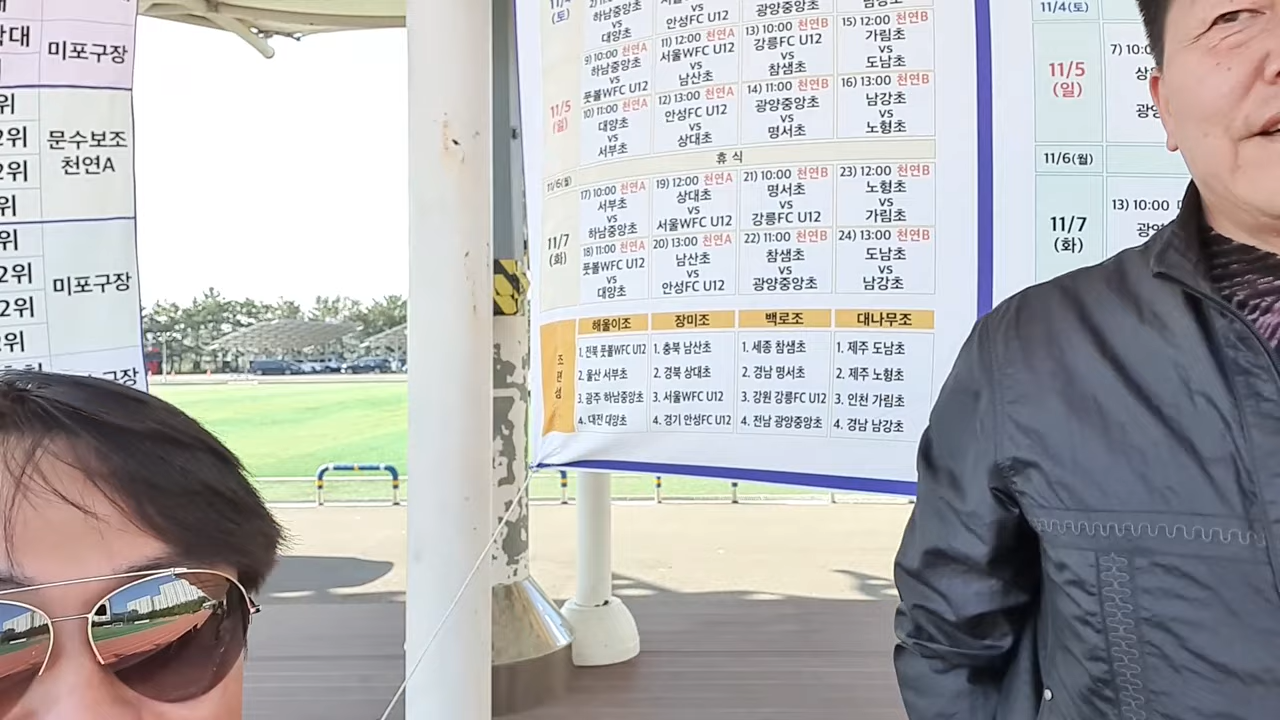 미포구장
2위
문수보조
2위
천연A
2위
미포구장
2위
구장
11/4
(토)
하남중앙초
vs
대양초
안성FC U12
광양중앙초
15) 12:00 천연B
가림초
vs
도남초
11/5
(일)
9) 10:00 천연A
하남중앙초
vs
풋볼WFC U12
11) 12:00 천연A
서울WFC U12
vs
남산초
13) 10:00 천연B
강릉FC U12
vs
참샘초
16) 13:00 천연B
남강초
vs
노형초
10) 11:00 천연A
대양초
vs
서부초
12) 13:00 천연A
안성FC U12
vs
상대초
14) 11:00 천연B
광양중앙초
vs
명서초
11/6(월)
휴 식
11/7
(화)
17) 10:00 천연A
서부초
vs
하남중앙초
19) 12:00 천연A
상대초
vs
서울WFC U12
21) 10:00 천연B
명서초
vs
강릉FC U12
23) 12:00 천연B
노형초
vs
가림초
18) 11:00 천연A
풋볼WFC U12
vs
대양초
20) 13:00 천연A
남산초
vs
안성FC U12
22) 11:00 천연B
참샘초
vs
광양중앙초
24) 13:00 천연B
도남초
vs
남강초
조편성
해울이조
장미조
백로조
대나무조
1. 전북 풋볼WFC U12
1. 충북 남산초
1. 세종 참샘초
1. 제주 도남초
2. 울산 서부초
2. 경북 상대초
2. 경남 명서초
2. 제주 노형초
3. 광주 하남중앙초
3. 서울WFC U12
3. 강원 강릉FC U12
3. 인천 가림초
4. 대전 대양초
4. 경기 안성FC U12
4. 전남 광양중앙초
4. 경남 남강초
11/4(토)
11/5
(일)
7) 10:0
11/6(월)
11/7
(화)
13) 10:00